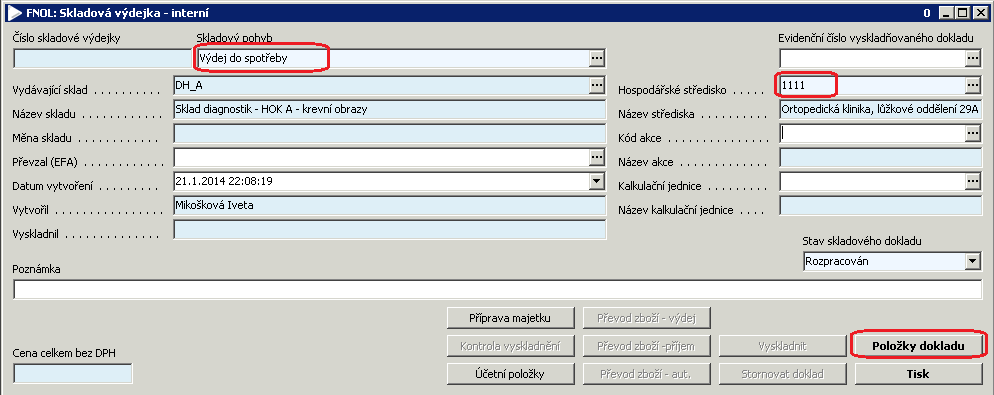 FNOL: Skladová výdejka - interní 0
Číslo skladové výdejky Skladový pohyb Evidenční číslo vyskladňovaného dokladu
Výdej do spotřeby ...
Vydávající sklad DH_A ... Hospodářské středisko 1111 ...
Název skladu Sklad diagnostik - HOK A - krevní obrazy Název střediska Ortopedická klinika, lůžkové oddělení 29A
Měna skladu Kód akce ...
Převzal (EFA) ... Název akce
Datum vytvoření 21.1.2014 22:08:19 Kalkulační jednice ...
Vytvořil Mikošková Iveta Název kalkulační jednice
Vyskladnil
Stav skladového dokladu
Rozpracován
Poznámka
Příprava majetku Převod zboží - výdej
Kontrola vyskladnění Převod zboží -příjem Vyskladnit Položky dokladu
Cena celkem bez DPH
Účetní položky Převod zboží - aut. Stornovat doklad Tisk